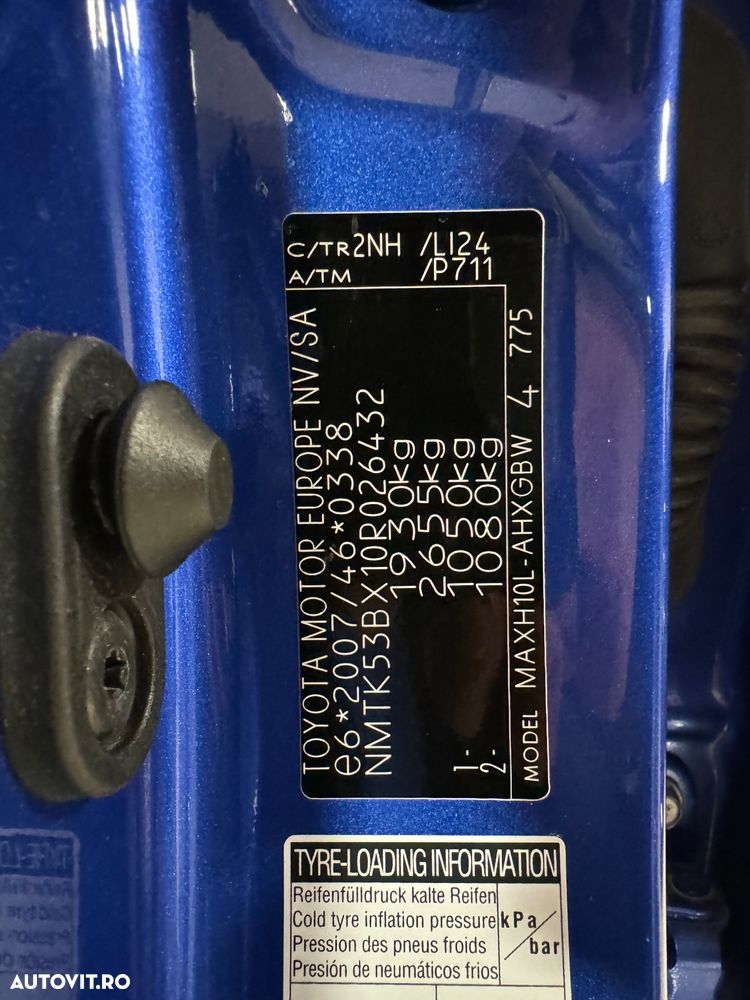 C/TR2NH /LI24
A/TM /P711
TOYOTA MOTOR EUROPE NV/SA
e6*2007/46*0338
NMTK53BX10R026432
1930kg
2655kg
1- 1050kg
2- 1080kg
MODEL MAXH10L-AHXGBW 4 775
TYRE-LOADING INFORMATION
Reifenfülldruck kalte Reifen
Cold tyre inflation pressure
Pression des pneus froids
Presión de neumáticos frios
kPa/bar
AUTOVIT.RO